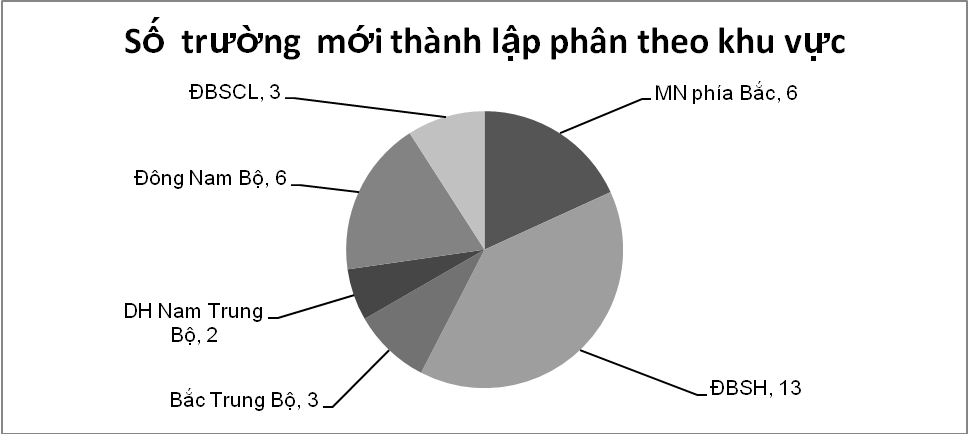 Số trường mới thành lập phân theo khu vực
ĐBSCL, 3
MN phía Bắc, 6
Đông Nam Bộ, 6
DH Nam Trung
Bộ, 2
Bắc Trung Bộ, 3
ĐBSH, 13